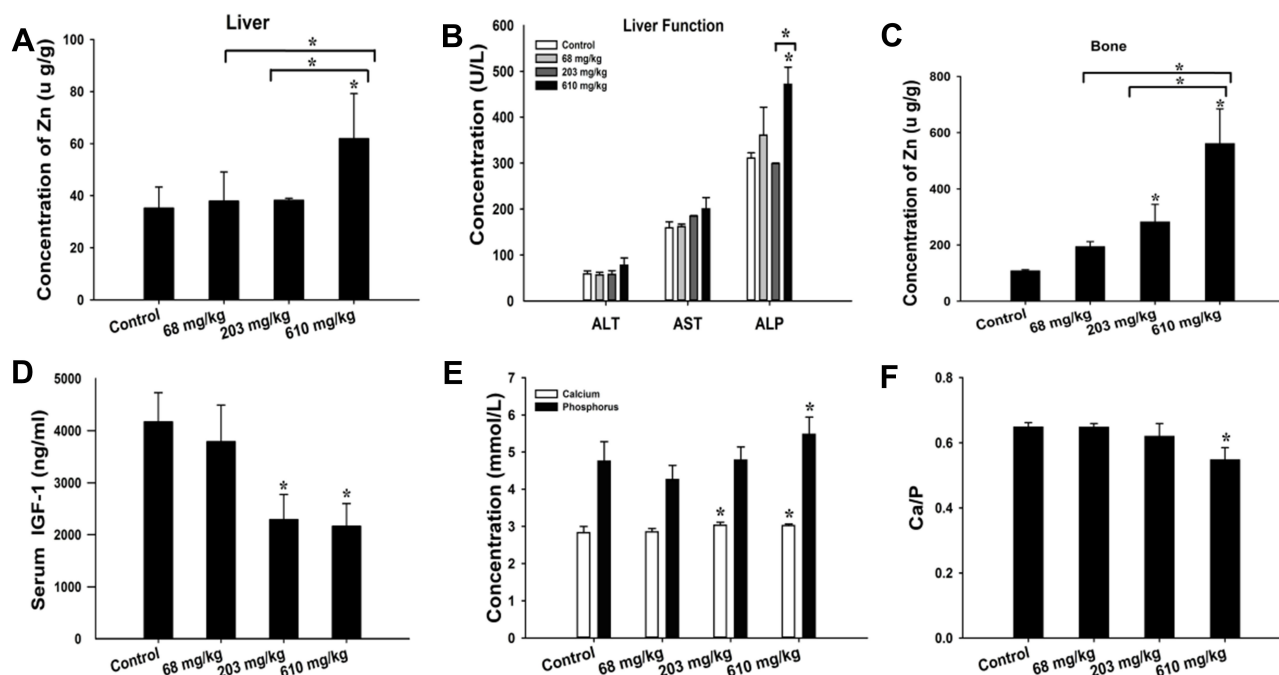 A
Liver
Concentration of Zn (u g/g)
100
80
60
40
20
0
*
*
*
Control
68 mg/kg
203 mg/kg
610 mg/kg
B
Liver Function
Concentration (U/L)
600
500
400
300
200
100
0
Control
68 mg/kg
203 mg/kg
610 mg/kg
*
*
ALT
AST
ALP
C
Bone
Concentration of Zn (u g/g)
800
600
400
200
0
*
*
*
*
Control
68 mg/kg
203 mg/kg
610 mg/kg
D
Serum IGF-1 (ng/ml)
5000
4000
3000
2000
1000
0
*
*
Control
68 mg/kg
203 mg/kg
610 mg/kg
E
Concentration (mmol/L)
7
6
5
4
3
2
1
0
Calcium
Phosphorus
*
*
*
Control
68 mg/kg
203 mg/kg
610 mg/kg
F
Ca/P
0.8
0.6
0.4
0.2
0.0
*
Control
68 mg/kg
203 mg/kg
610 mg/kg